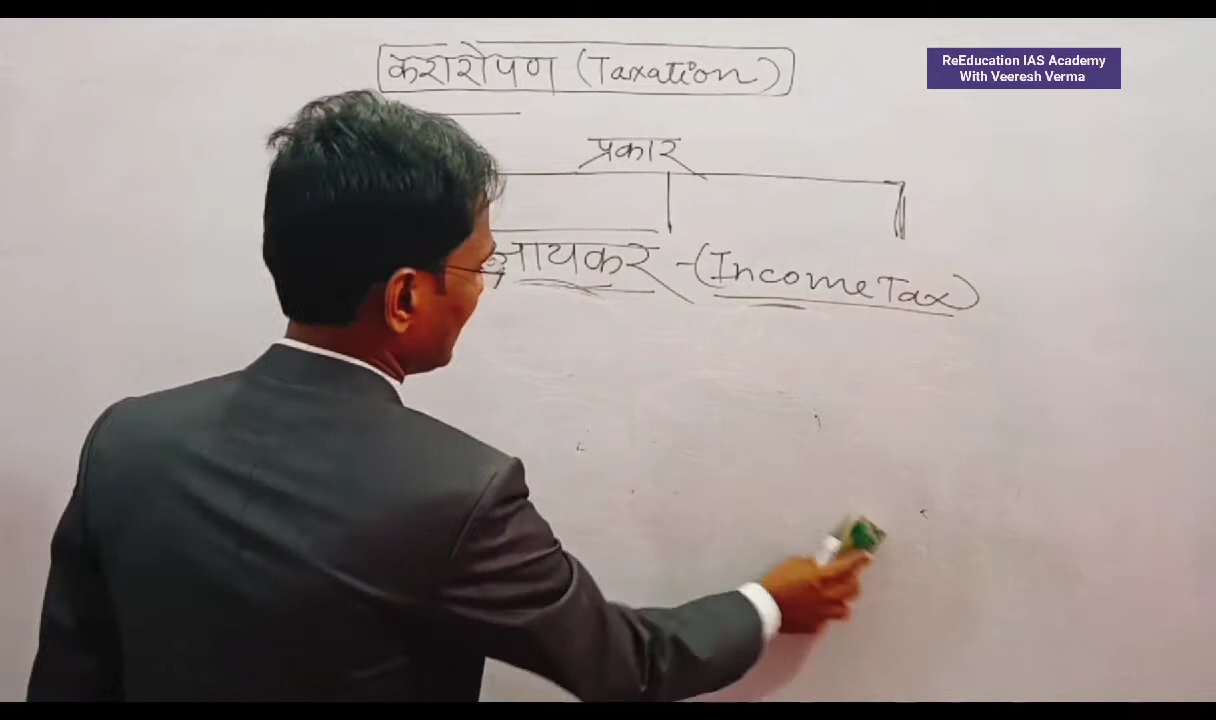 करारोपण (Taxation)
ReEducation IAS Academy
With Veeresh Verma
प्रकार
आयकर - (Income Tax)